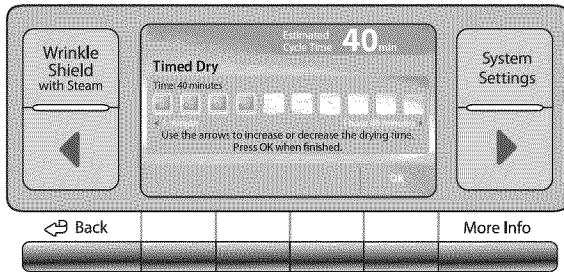 Wrinkle
Shield
with Steam
Estimated
Cycle Time 40 min
Timed Dry
Time: 40 minutes
Use the arrows to increase or decrease the drying time.
Press OK when finished.
OK
System
Settings
Back
More Info